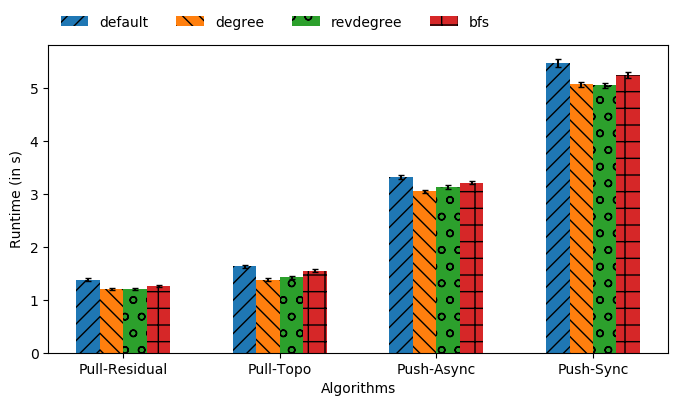 default degree revdegree bfs
Runtime (in s)
5
4
3
2
1
0
Pull-Residual Pull-Topo Push-Async Push-Sync
Algorithms